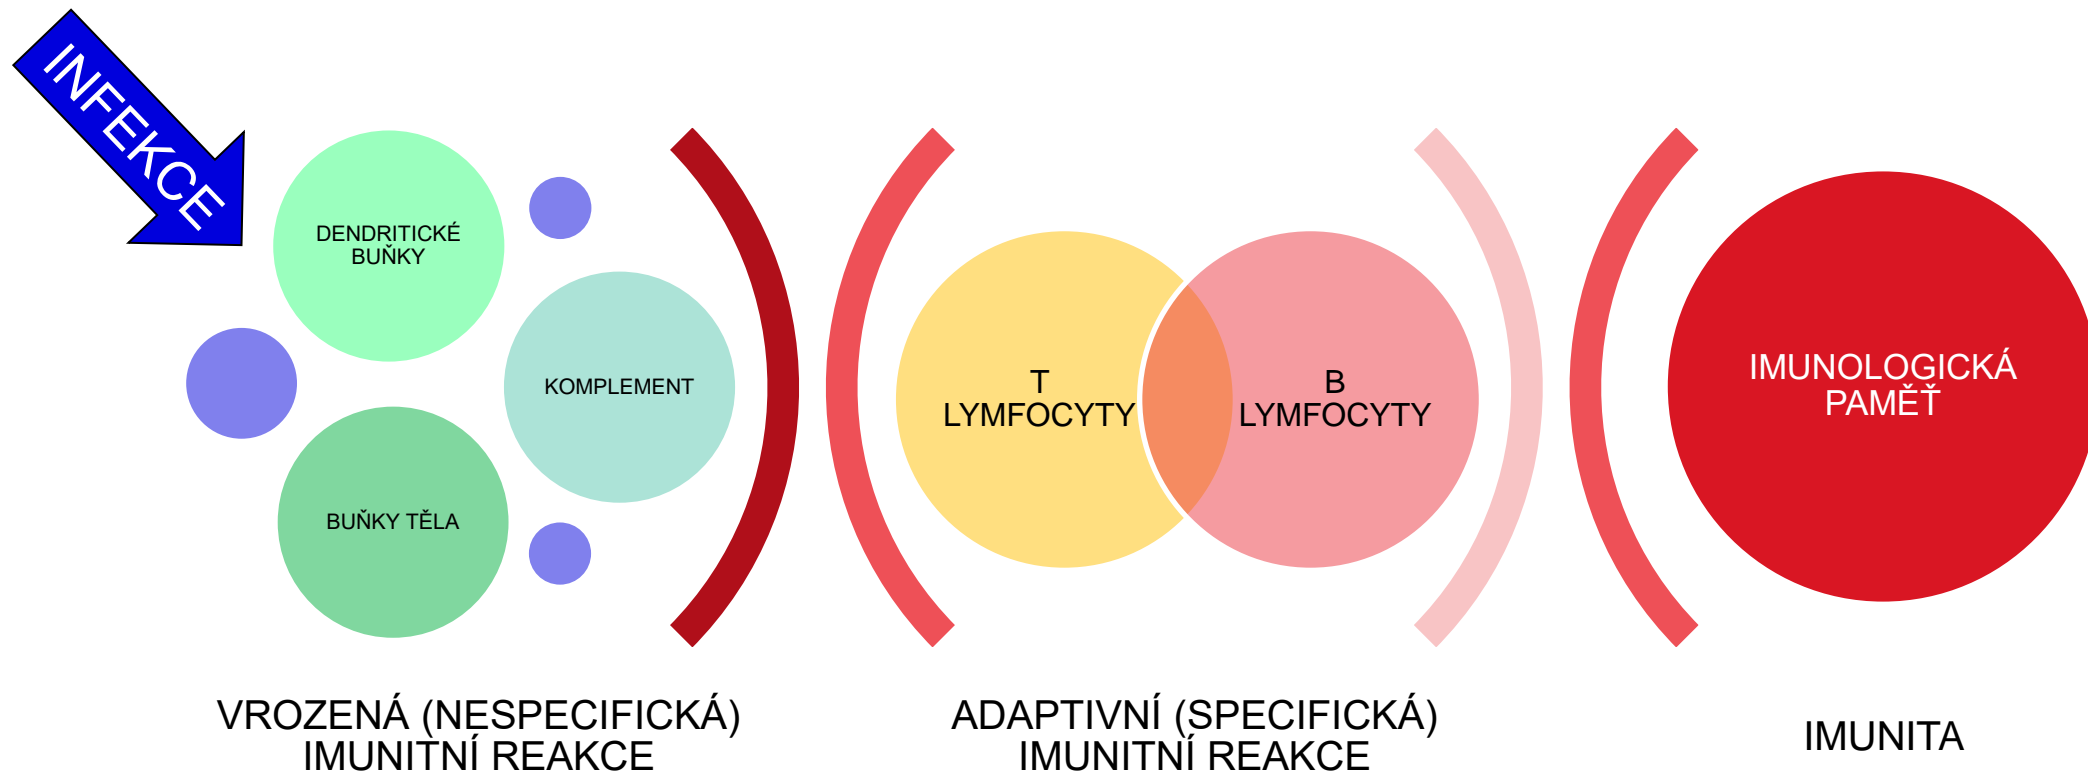 INFEKCE
DENDRITICKÉ
BUŇKY
KOMPLEMENT
BUŇKY TĚLA
VROZENÁ (NESPECIFICKÁ)
IMUNITNÍ REAKCE
T
LYMFOCYTY
B
LYMFOCYTY
ADAPTIVNÍ (SPECIFICKÁ)
IMUNITNÍ REAKCE
IMUNOLOGICKÁ
PAMĚŤ
IMUNITA